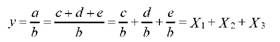 y = a/b = (c + d + e)/b = c/b + d/b + e/b = X₁ + X₂ + X₃